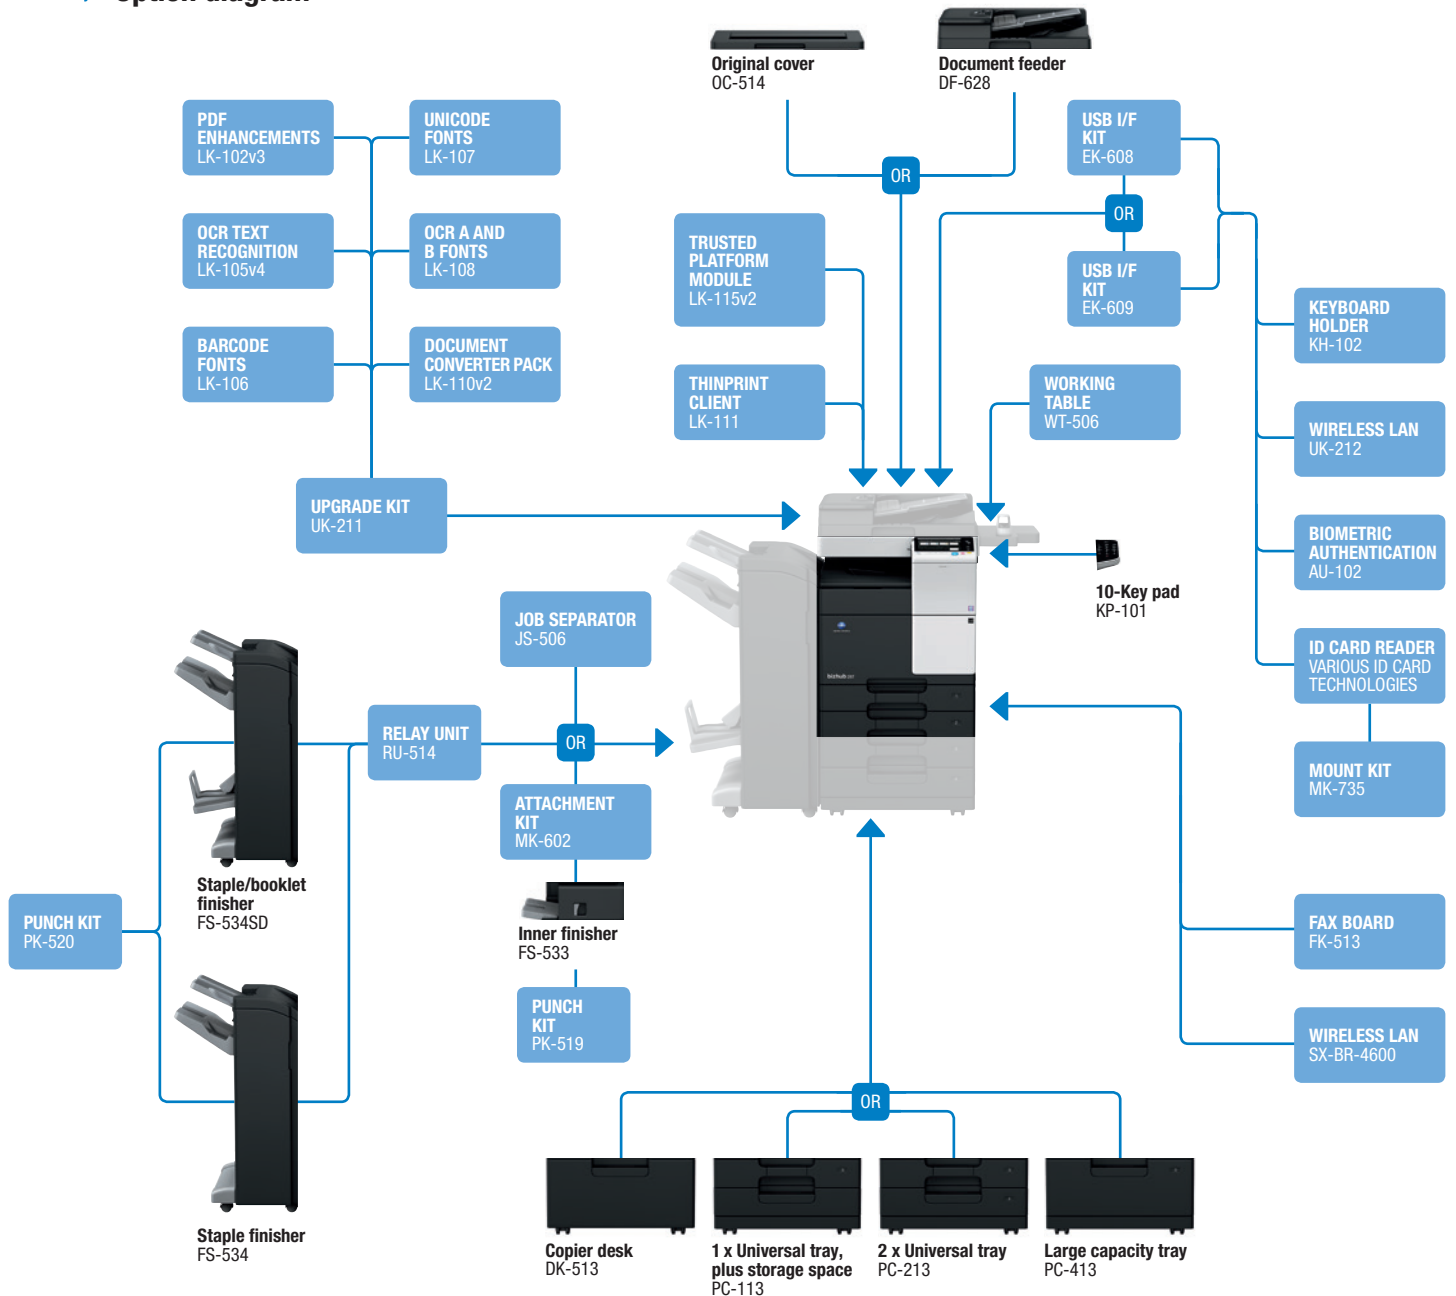 Option diagram
Original cover
OC-514
Document feeder
DF-628
PDF
ENHANCEMENTS
LK-102v3
UNICODE
FONTS
LK-107
USB I/F
KIT
EK-608
OR
OR
OCR TEXT
RECOGNITION
LK-105v4
OCR A AND
B FONTS
LK-108
TRUSTED
PLATFORM
MODULE
LK-115v2
USB I/F
KIT
EK-609
KEYBOARD
HOLDER
KH-102
BARCODE
FONTS
LK-106
DOCUMENT
CONVERTER PACK
LK-110v2
THINPRINT
CLIENT
LK-111
WORKING
TABLE
WT-506
WIRELESS LAN
UK-212
UPGRADE KIT
UK-211
BIOMETRIC
AUTHENTICATION
AU-102
10-Key pad
KP-101
JOB SEPARATOR
JS-506
ID CARD READER
VARIOUS ID CARD
TECHNOLOGIES
bizhub
RELAY UNIT
RU-514
OR
MOUNT KIT
MK-735
ATTACHMENT
KIT
MK-602
Staple/booklet
finisher
FS-534SD
PUNCH KIT
PK-520
Inner finisher
FS-533
FAX BOARD
FK-513
PUNCH
KIT
PK-519
WIRELESS LAN
SX-BR-4600
OR
Staple finisher
FS-534
Copier desk
DK-513
1 x Universal tray,
plus storage space
PC-113
2 x Universal tray
PC-213
Large capacity tray
PC-413